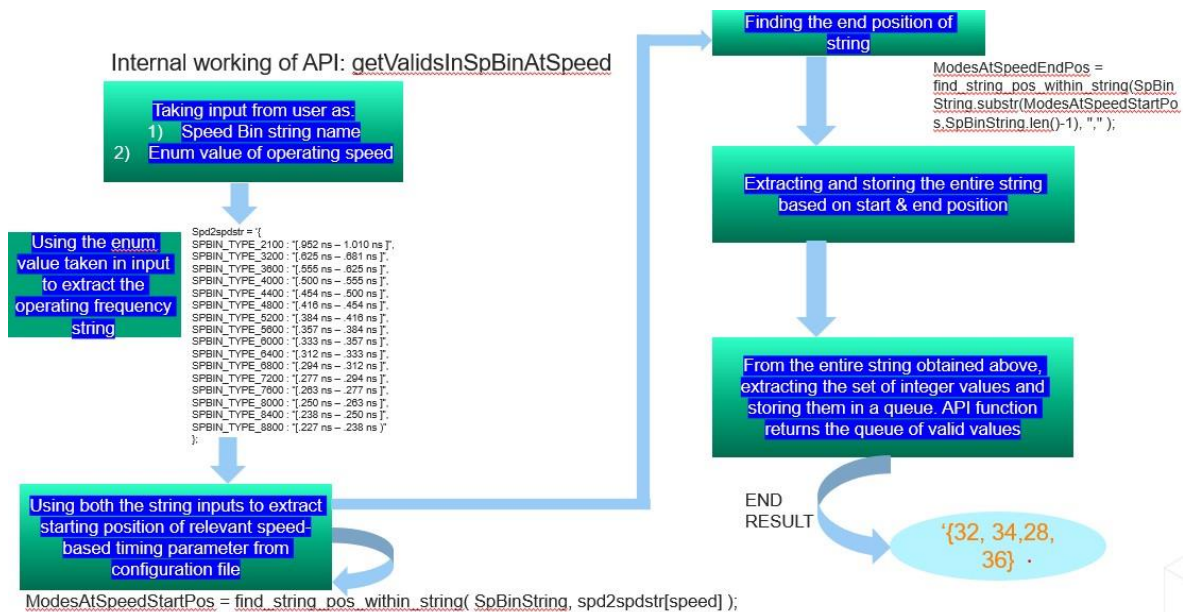 Internal working of API: getValidsInSpBinAtSpeed
Taking input from user as:
1) Speed Bin string name
2) Enum value of operating speed
Using the enum
value taken in input
to extract the
operating frequency
string
Spd2spdstr = '{
SPBIN_TYPE_2100 : "[.952 ns – 1.010 ns ]",
SPBIN_TYPE_3200 : "[.625 ns – .681 ns ]",
SPBIN_TYPE_3600 : "[.555 ns – .625 ns ]",
SPBIN_TYPE_4000 : "[.500 ns – .555 ns ]",
SPBIN_TYPE_4400 : "[.454 ns – .500 ns ]",
SPBIN_TYPE_4800 : "[.416 ns – .454 ns ]",
SPBIN_TYPE_5200 : "[.384 ns – .416 ns ]",
SPBIN_TYPE_5600 : "[.357 ns – .384 ns ]",
SPBIN_TYPE_6000 : "[.333 ns – .357 ns ]",
SPBIN_TYPE_6400 : "[.312 ns – .333 ns ]",
SPBIN_TYPE_6800 : "[.294 ns – .312 ns ]",
SPBIN_TYPE_7200 : "[.277 ns – .294 ns ]",
SPBIN_TYPE_7600 : "[.263 ns – .277 ns ]",
SPBIN_TYPE_8000 : "[.250 ns – .263 ns ]",
SPBIN_TYPE_8400 : "[.238 ns – .250 ns ]",
SPBIN_TYPE_8800 : "[.227 ns – .238 ns )"
};
Using both the string inputs to extract
starting position of relevant speed-
based timing parameter from
configuration file
ModesAtSpeedStartPos = find_string_pos_within_string( SpBinString, spd2spdstr[speed] );
Finding the end position of
string
ModesAtSpeedEndPos =
find_string_pos_within_string(SpBin
String.substr(ModesAtSpeedStartPo
s,SpBinString.len()-1), "," );
Extracting and storing the entire string
based on start & end position
From the entire string obtained above,
extracting the set of integer values and
storing them in a queue. API function
returns the queue of valid values
END
RESULT
'{32, 34,28,
36}